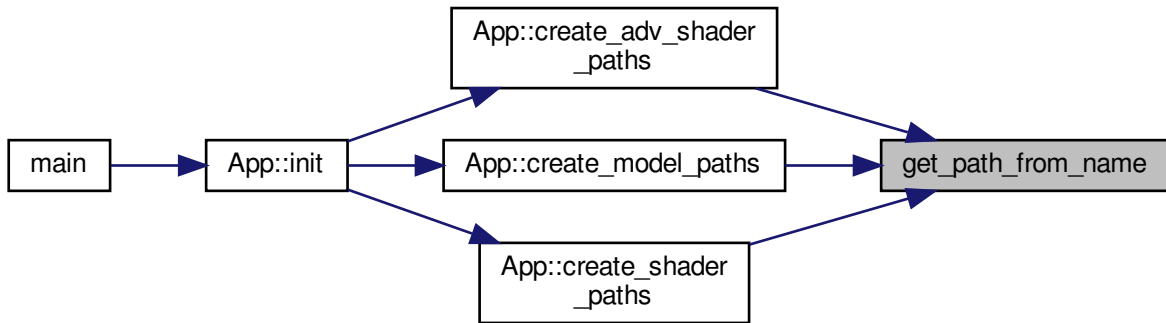 App::create_adv_shader
_paths
main
App::init
App::create_model_paths
get_path_from_name
App::create_shader
_paths